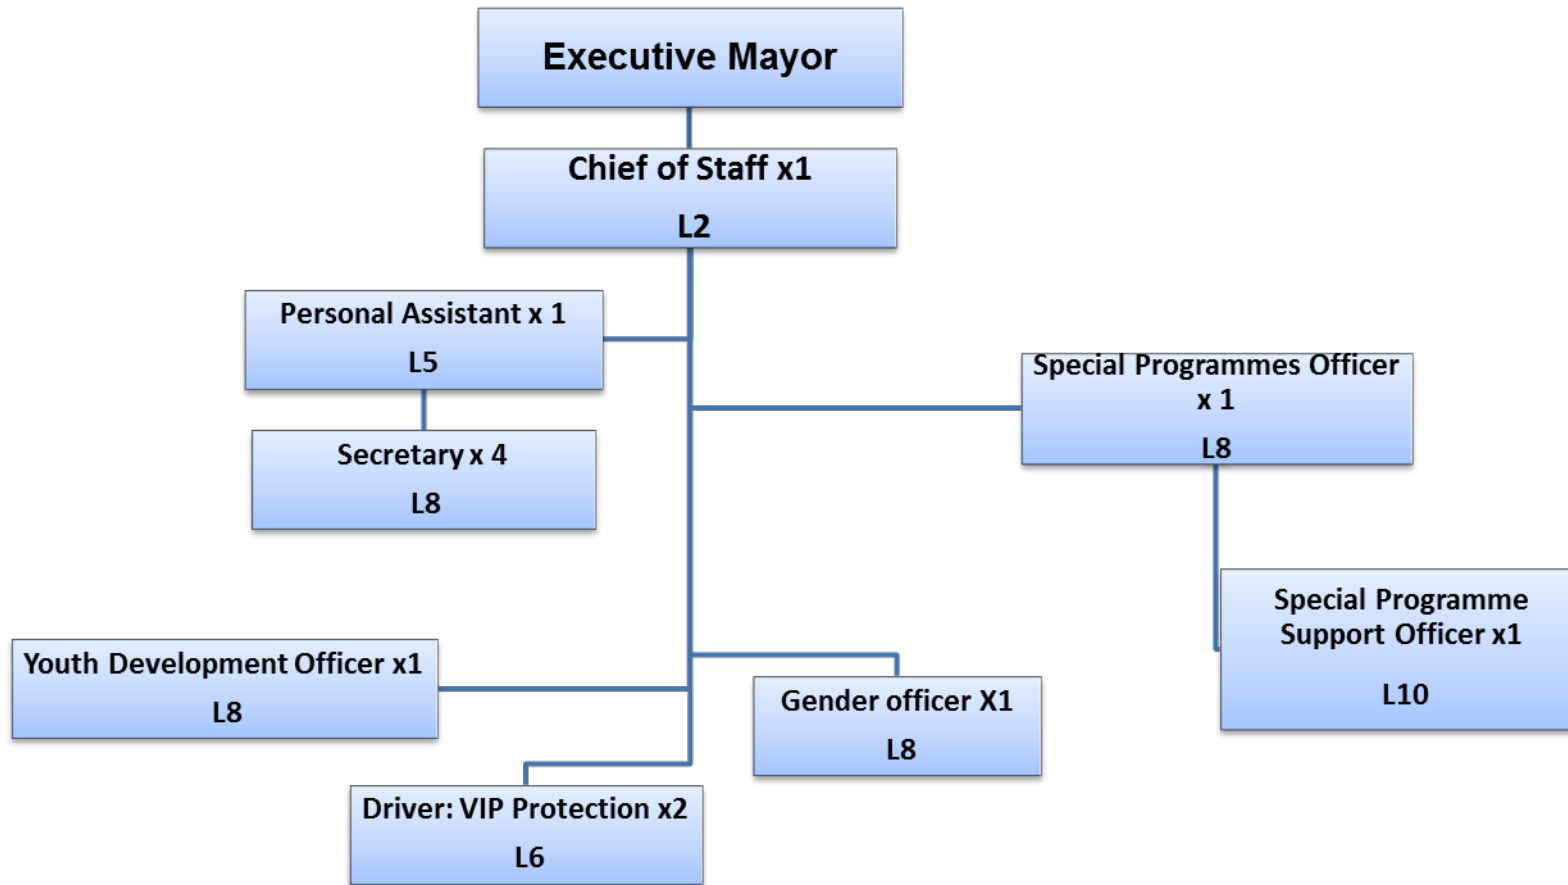 Executive Mayor
Chief of Staff x1
L2
Personal Assistant x 1
L5
Secretary x 4
L8
Special Programmes Officer
x 1
L8
Special Programme
Support Officer x1
L10
Youth Development Officer x1
L8
Gender officer X1
L8
Driver: VIP Protection x2
L6